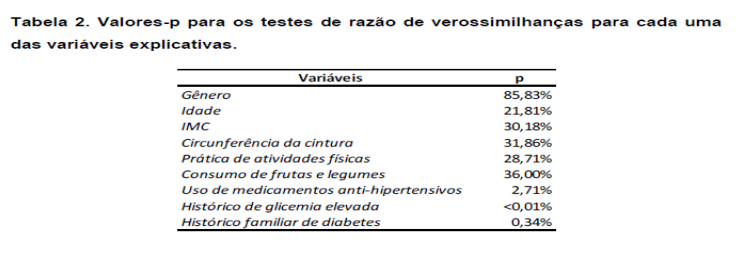 Tabela 2. Valores-p para os testes de razão de verossimilhanças para cada uma
das variáveis explicativas.
Variáveis p
Gênero 85,83%
Idade 21,81%
IMC 30,18%
Circunferência da cintura 31,86%
Prática de atividades físicas 28,71%
Consumo de frutas e legumes 36,00%
Uso de medicamentos anti-hipertensivos 2,71%
Histórico de glicemia elevada <0,01%
Histórico familiar de diabetes 0,34%